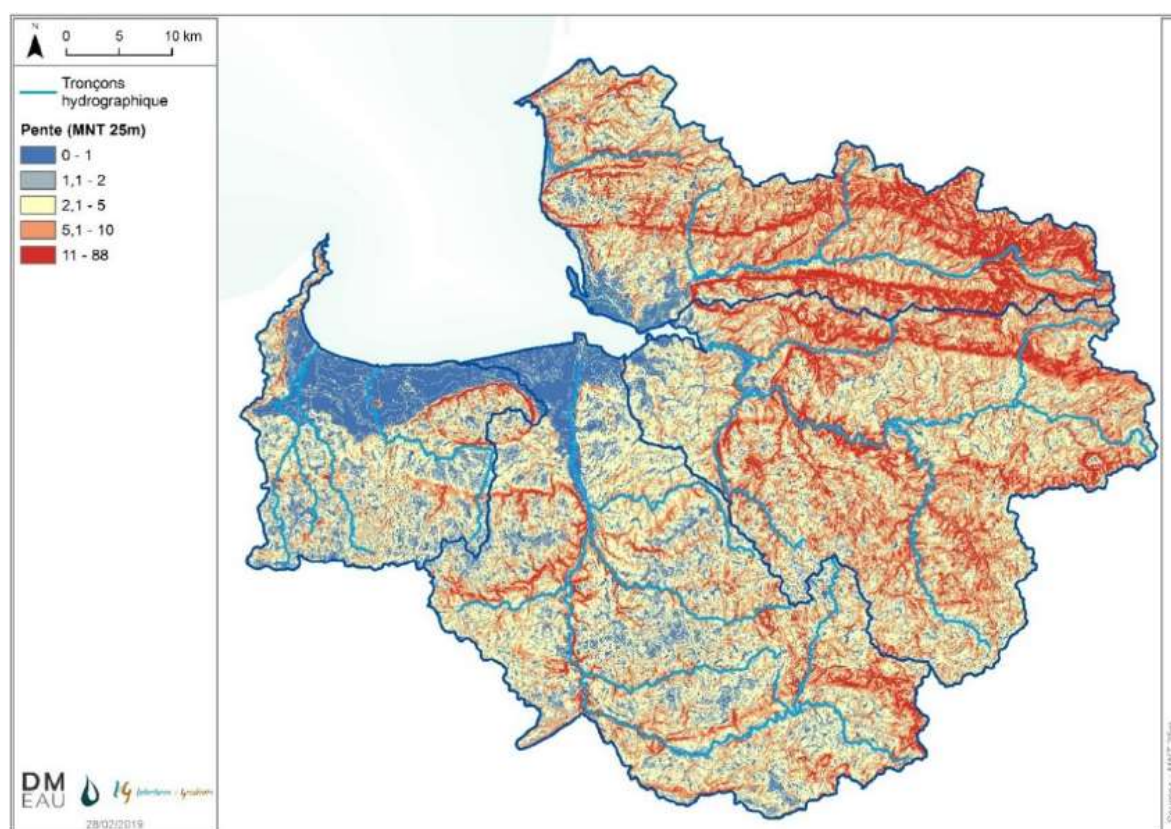 N
0 5 10 km
Tronçons
hydrographique
Pente (MNT 25m)
0 - 1
1,1 - 2
2,1 - 5
5,1 - 10
11 - 88
DM
EAU
28/02/2019